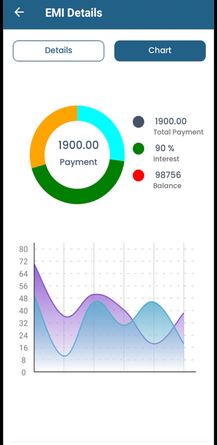 EMI Details
Details
Chart
1900.00
Payment
1900.00
Total Payment
90 %
Interest
98756
Balance
80
72
64
56
48
40
32
24
16
8
0